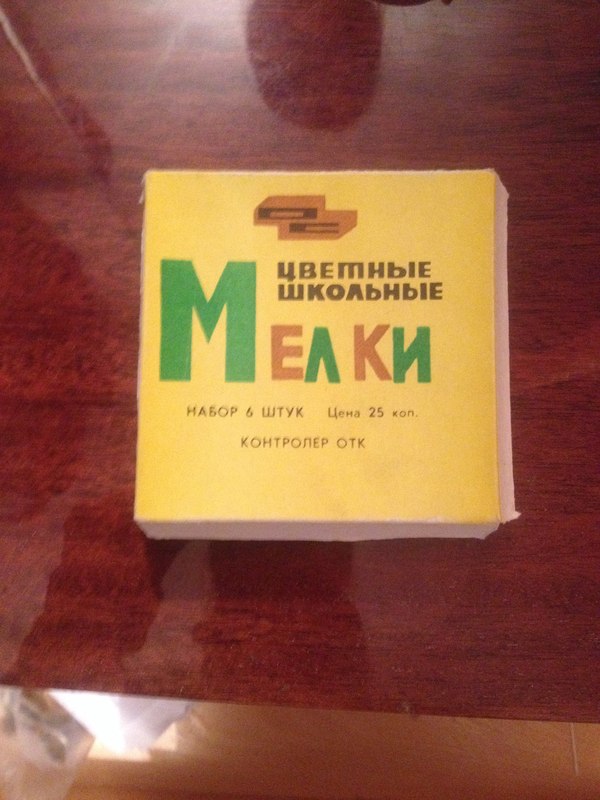 ЦВЕТНЫЕ
ШКОЛЬНЫЕ
МЕЛКИ
НАБОР 6 ШТУК Цена 25 коп.
КОНТРОЛЕР ОТК